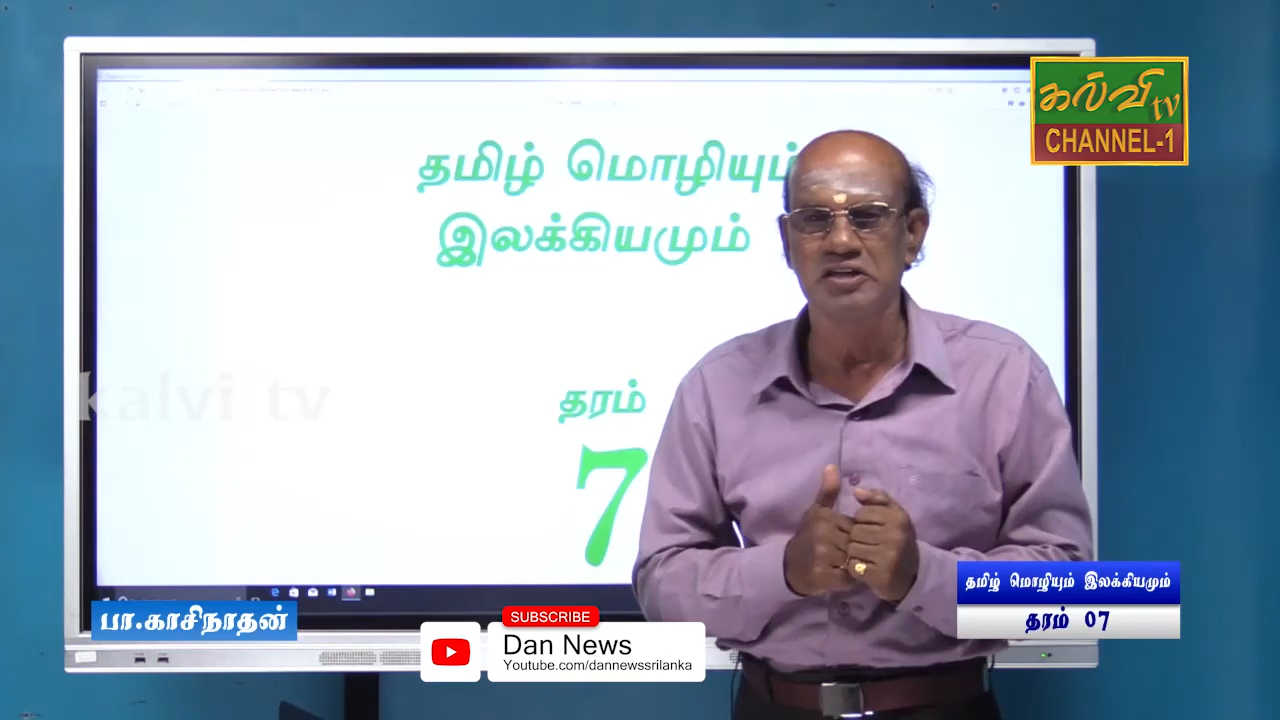 கல்வி tv
CHANNEL-1
தமிழ் மொழியும்
இலக்கியமும்
தரம்
7
kalvi tv
பா.காசிநாதன்
தமிழ் மொழியும் இலக்கியமும்
தரம் 07
SUBSCRIBE
Dan News
Youtube.com/dannewssrilanka